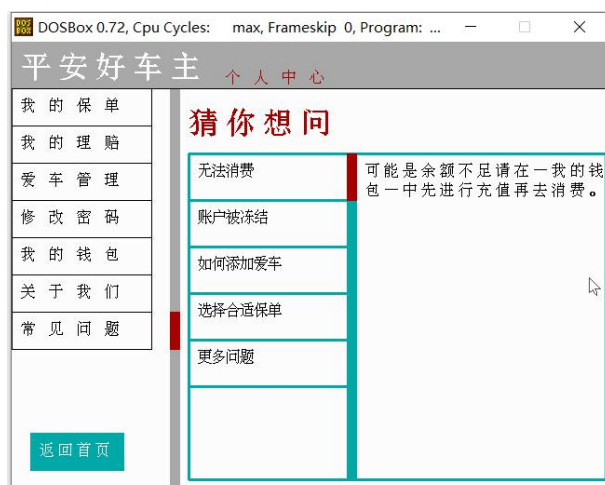 DOSBox 0.72, Cpu Cycles: max, Frameskip 0, Program: ...
平安好车主 个人中心
我的保单
我的理赔
爱车管理
修改密码
我的钱包
关于我们
常见问题
返回首页
猜你想问
无法消费
账户被冻结
如何添加爱车
选择合适保单
更多问题
可能是余额不足请在一我的钱
包一中先进行充值再去消费。